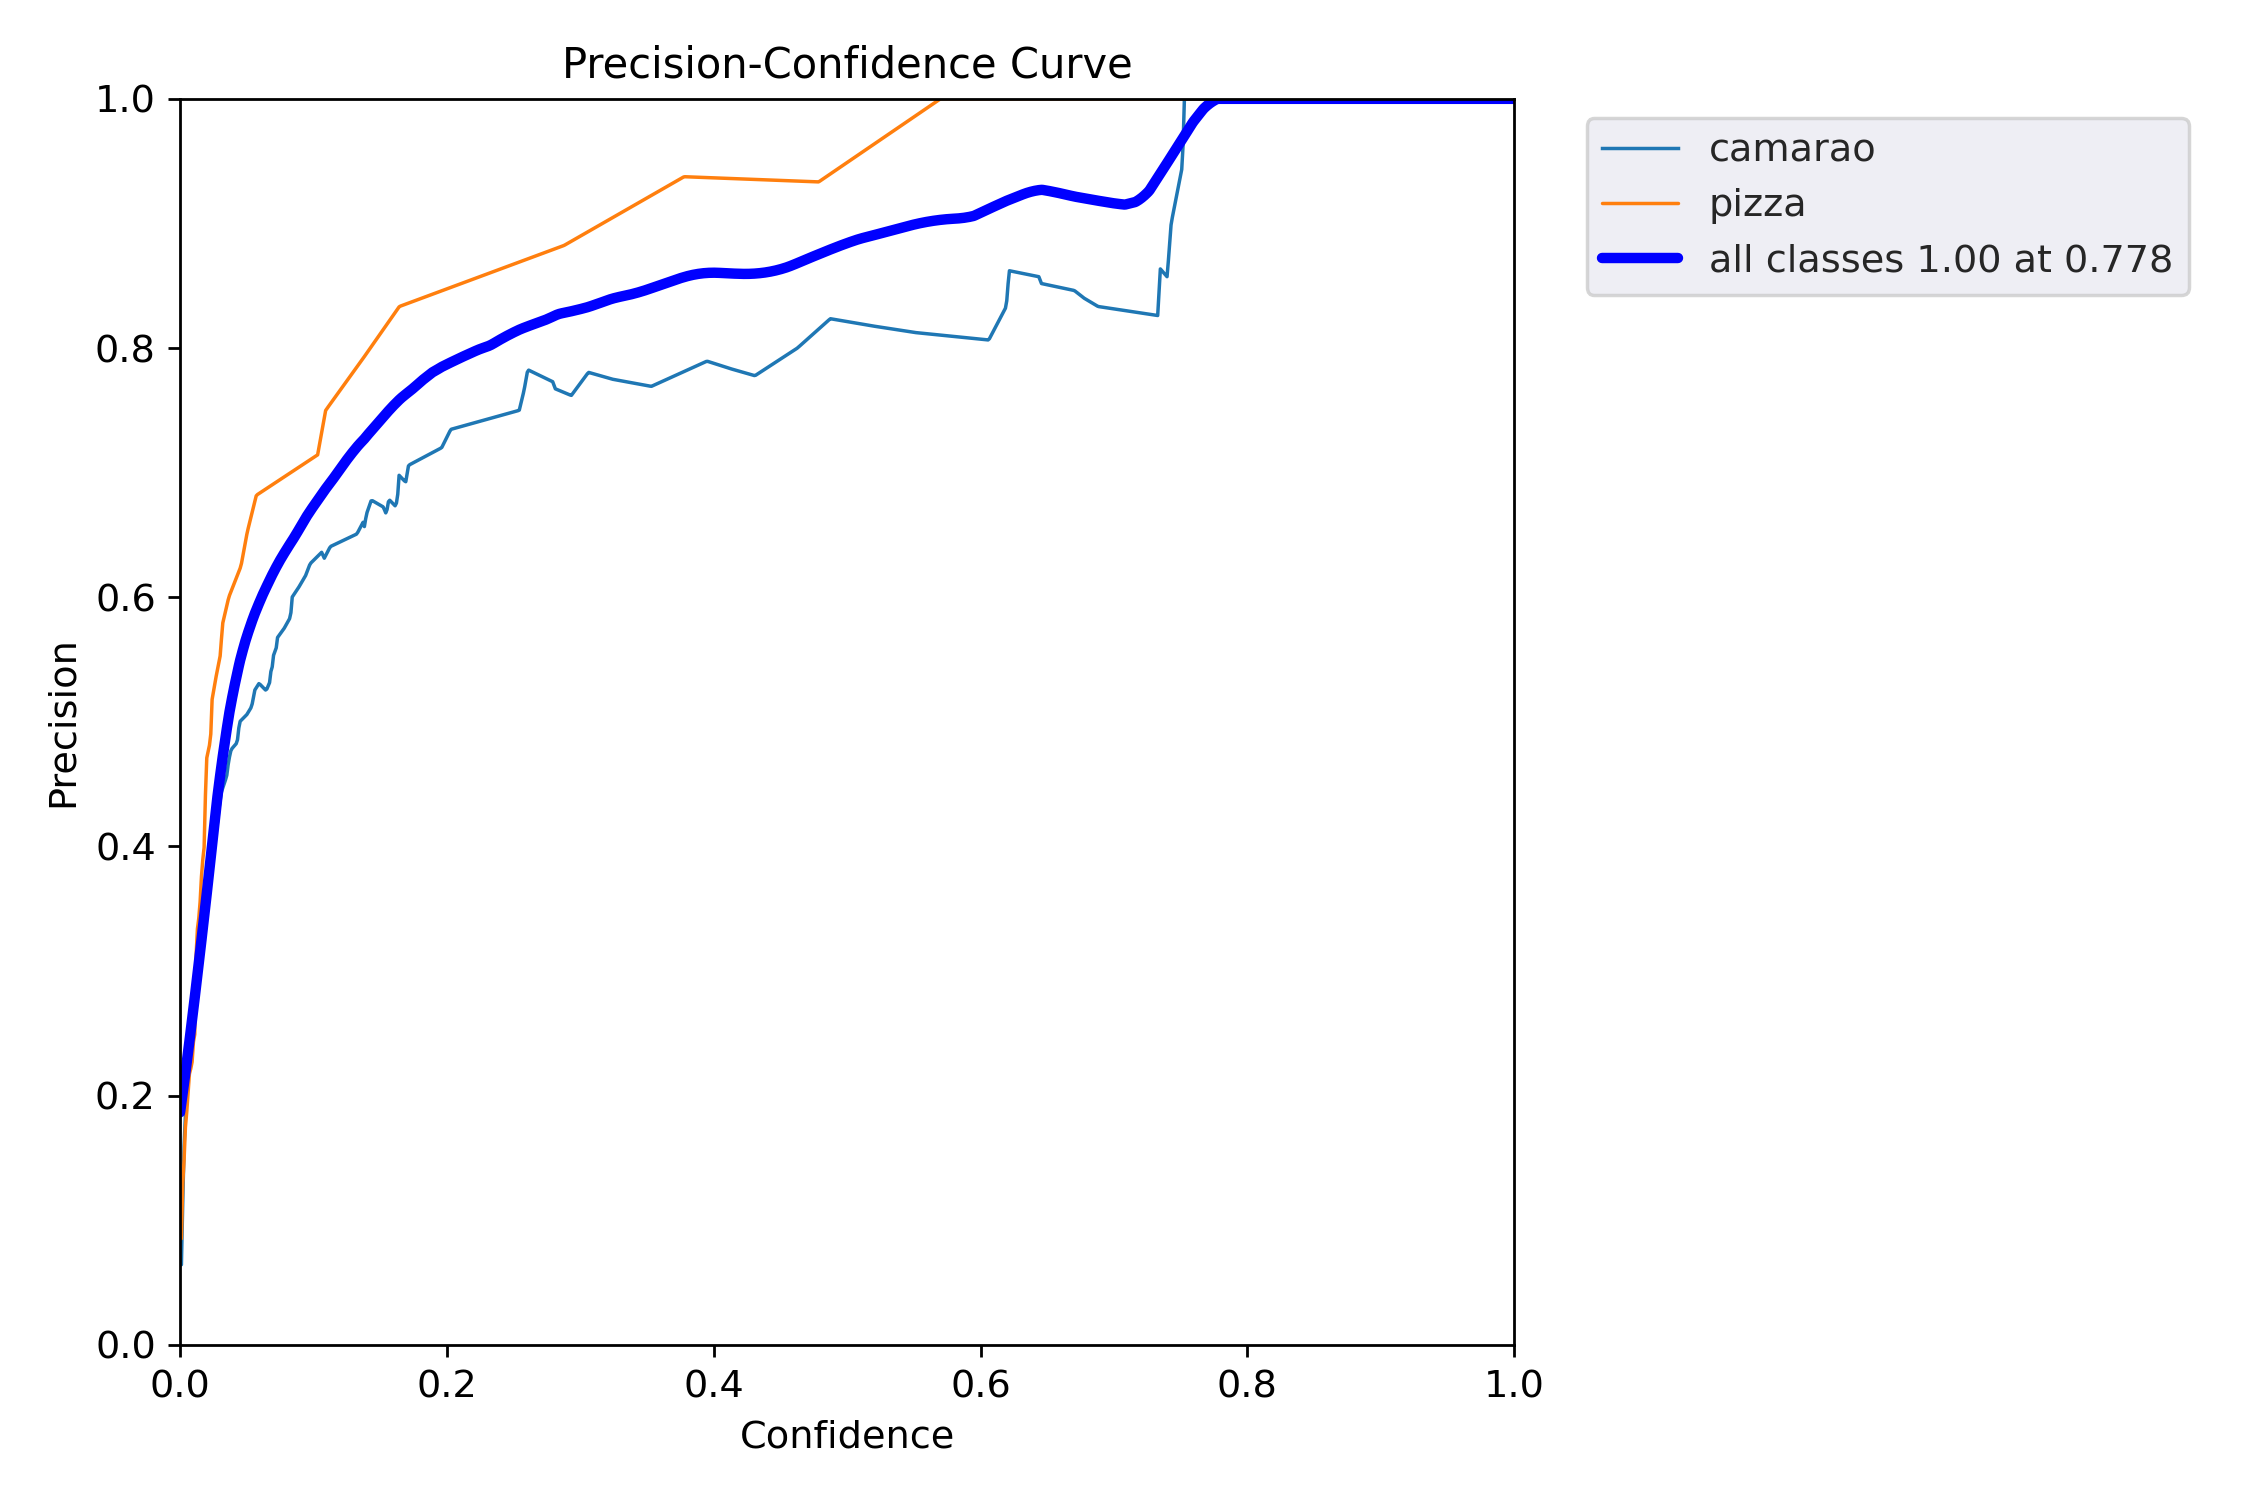 Precision-Confidence Curve
camarao
pizza
all classes 1.00 at 0.778
1.0
0.8
0.6
0.4
0.2
0.0
Precision
0.0 0.2 0.4 0.6 0.8 1.0
Confidence